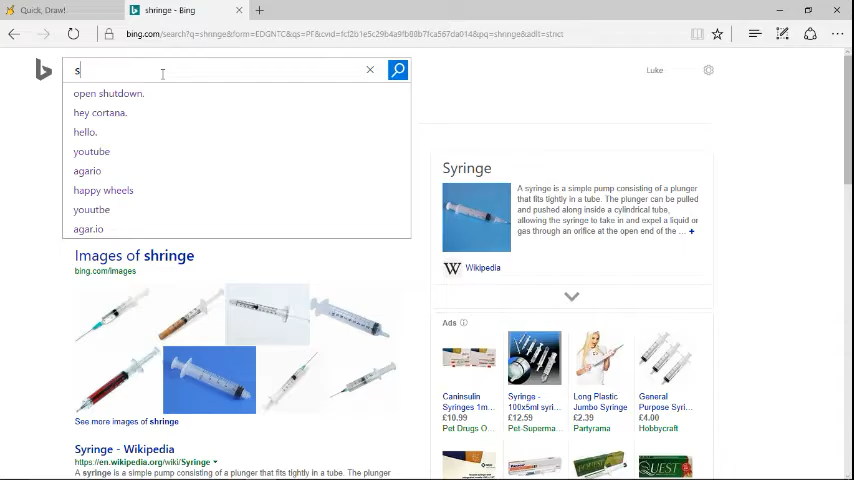 Quick, Draw!
shringe - Bing
bing.com/search?q=shringe&form=EDGNTC&qs=PF&cvid=fcf2b1e5c0029b4a9fb88b7fca567da0148&pq=shringe&adlt=strict
s
Luke
open shutdown.
hey cortana.
hello.
youtube
agario
happy wheels
youutbe
agar.io
Images of shringe
bing.com/images
See more images of shringe
Syringe - Wikipedia
https://en.wikipedia.org/wiki/Syringe
A syringe is a simple pump consisting of a plunger that fits tightly in a tube. The plunger
Syringe
A syringe is a simple pump consisting of a plunger
that fits tightly in a tube. The plunger can be pulled
and pushed along inside a cylindrical tube,
allowing the syringe to take in and expel a liquid or
gas through an orifice at the open end of the ... +
W Wikipedia
Ads
Caninsulin
Syringes 1m...
£10.99
Pet Drugs O...
Syringe -
100x5ml syri...
£12.59
Pet-Superma...
Long Plastic
Jumbo Syringe
£2.39
Partyrama
General
Purpose Syri...
£4.00
Hobbycraft
QUEST